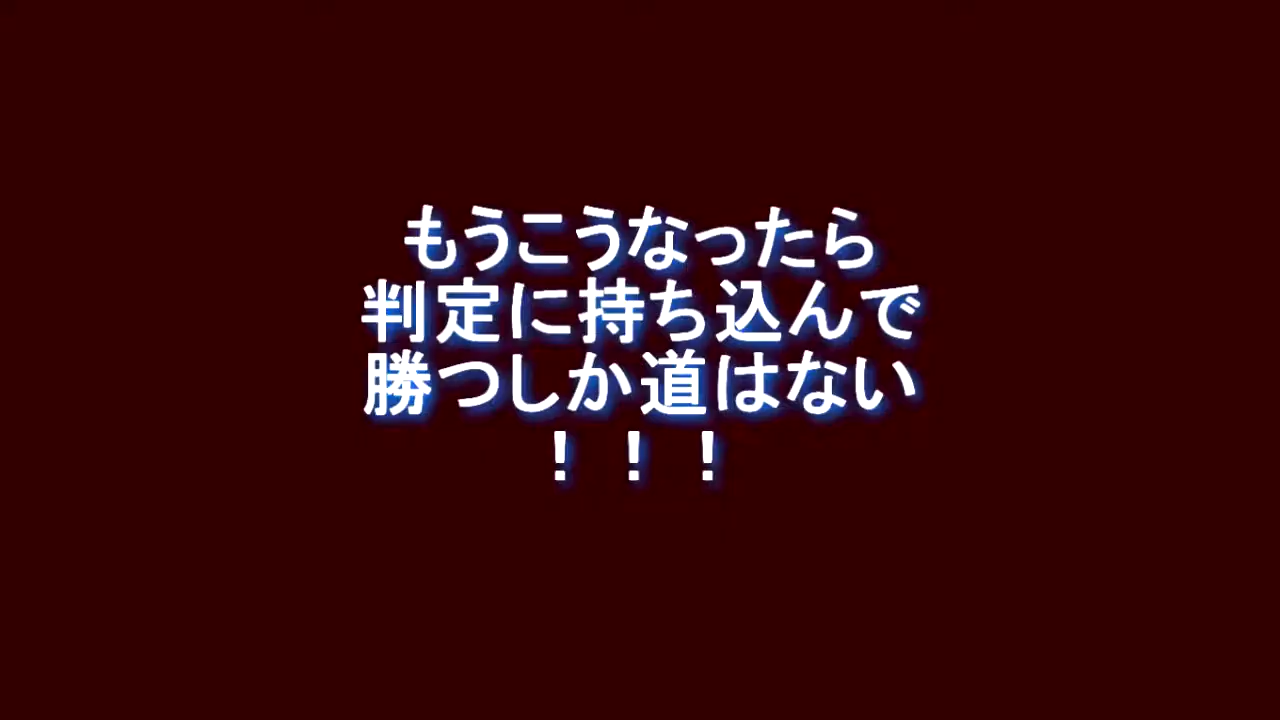 もうこうなったら
判定に持ち込んで
勝つしか道はない
！！！